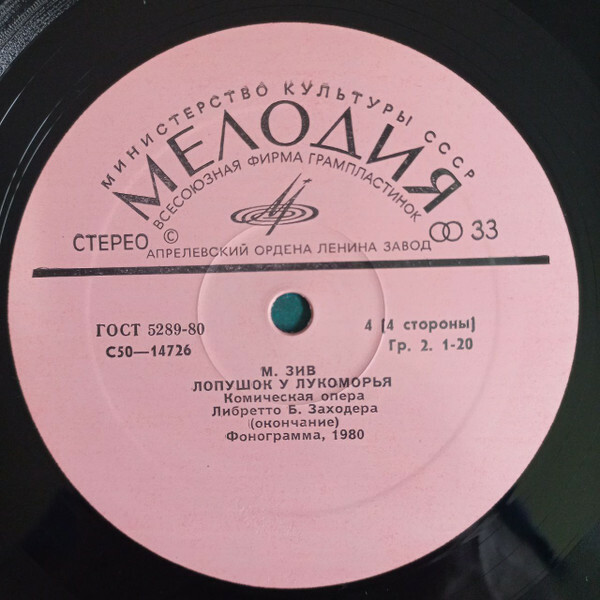 МИНИСТЕРСТВО КУЛЬТУРЫ СССР
МЕЛОДИЯ
ВСЕСОЮЗНАЯ ФИРМА ГРАМПЛАСТИНОК
СТЕРЕО © 33
АПРЕЛЕВСКИЙ ОРДЕНА ЛЕНИНА ЗАВОД
ГОСТ 5289-80 4 [4 стороны]
С50—14726 Гр. 2. 1-20
М. ЗИВ
ЛОПУШОК У ЛУКОМОРЬЯ
Комическая опера
Либретто Б. Заходера
(окончание)
Фонограмма, 1980